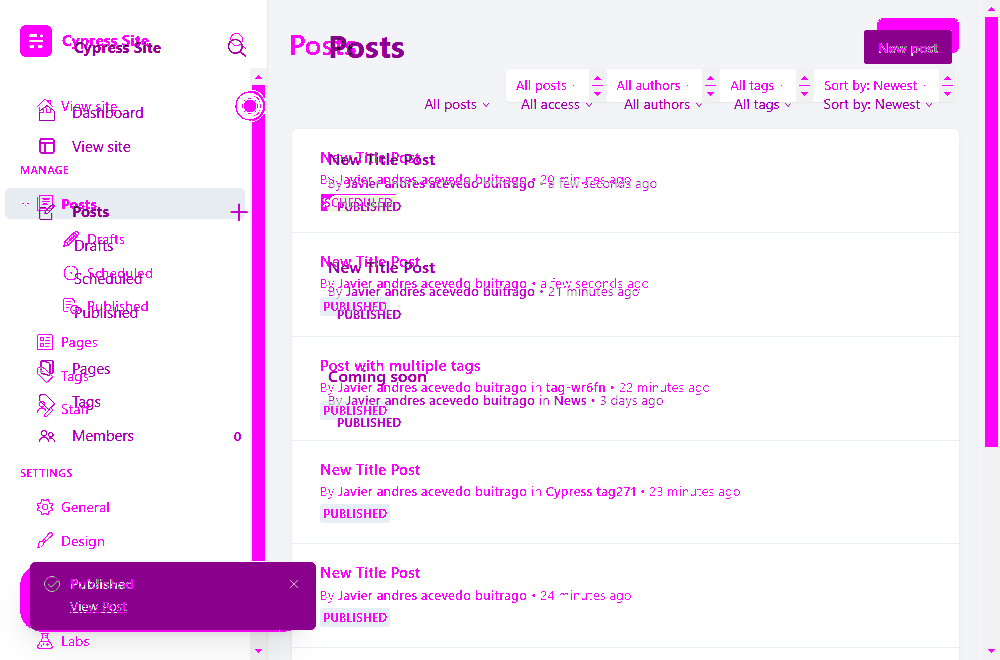 Cypress Site
Cypress Site
View site
Dashboard
View site
MANAGE
Posts
Posts
Drafts
Drafts
Scheduled
Scheduled
Published
Published
Pages
Pages
Tags
Tags
Staff
Members 0
SETTINGS
General
Design
Published
View Post
Labs
Posts
Posts
New post
All posts All authors All tags Sort by: Newest
All posts All access All authors All tags Sort by: Newest
New Title Post
New Title Post
By Javier andres acevedo buitrago • 20 minutes ago
By Javier andres acevedo buitrago • a few seconds ago
SCHEDULED
PUBLISHED
New Title Post
New Title Post
By Javier andres acevedo buitrago • a few seconds ago
By Javier andres acevedo buitrago • 21 minutes ago
PUBLISHED
PUBLISHED
Post with multiple tags
Coming soon
By Javier andres acevedo buitrago in tag-wr6fn • 22 minutes ago
By Javier andres acevedo buitrago in News • 3 days ago
PUBLISHED
PUBLISHED
New Title Post
By Javier andres acevedo buitrago in Cypress tag271 • 23 minutes ago
PUBLISHED
New Title Post
By Javier andres acevedo buitrago • 24 minutes ago
PUBLISHED